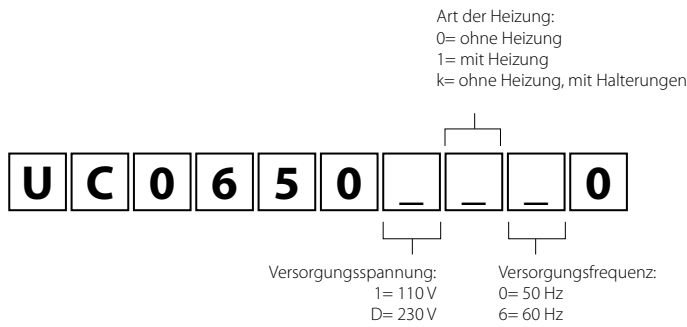 Art der Heizung:
0= ohne Heizung
1= mit Heizung
k= ohne Heizung, mit Halterungen
U C 0 6 5 0 _ _ _ 0
Versorgungsspannung:
1= 110 V
D= 230 V
Versorgungsfrequenz:
0= 50 Hz
6= 60 Hz